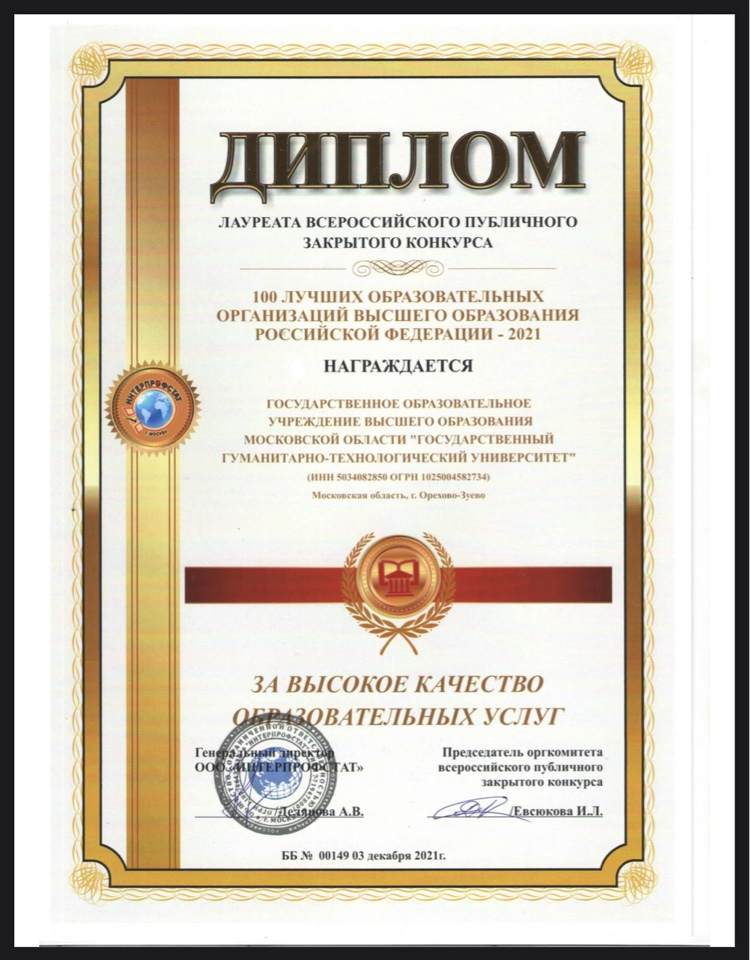 ДИПЛОМ
ЛАУРЕАТА ВСЕРОССИЙСКОГО ПУБЛИЧНОГО
ЗАКРЫТОГО КОНКУРСА
100 ЛУЧШИХ ОБРАЗОВАТЕЛЬНЫХ
ОРГАНИЗАЦИЙ ВЫСШЕГО ОБРАЗОВАНИЯ
РОССИЙСКОЙ ФЕДЕРАЦИИ - 2021
НАГРАЖДАЕТСЯ
ИНТЕРПРОФСТАТ
Г. МОСКВА
ГОСУДАРСТВЕННОЕ ОБРАЗОВАТЕЛЬНОЕ
УЧРЕЖДЕНИЕ ВЫСШЕГО ОБРАЗОВАНИЯ
МОСКОВСКОЙ ОБЛАСТИ "ГОСУДАРСТВЕННЫЙ
ГУМАНИТАРНО-ТЕХНОЛОГИЧЕСКИЙ УНИВЕРСИТЕТ"
(ИНН 5034082850 ОГРН 1025004582734)
Московская область, г. Орехово-Зуево
ЗА ВЫСОКОЕ КАЧЕСТВО
ОБРАЗОВАТЕЛЬНЫХ УСЛУГ
Генеральный директор
ООО «ИНТЕРПРОФСТАТ»
А.В.
Председатель оргкомитета
всероссийского публичного
закрытого конкурса
/Евсюкова И.Л.
ББ № 00149 03 декабря 2021г.